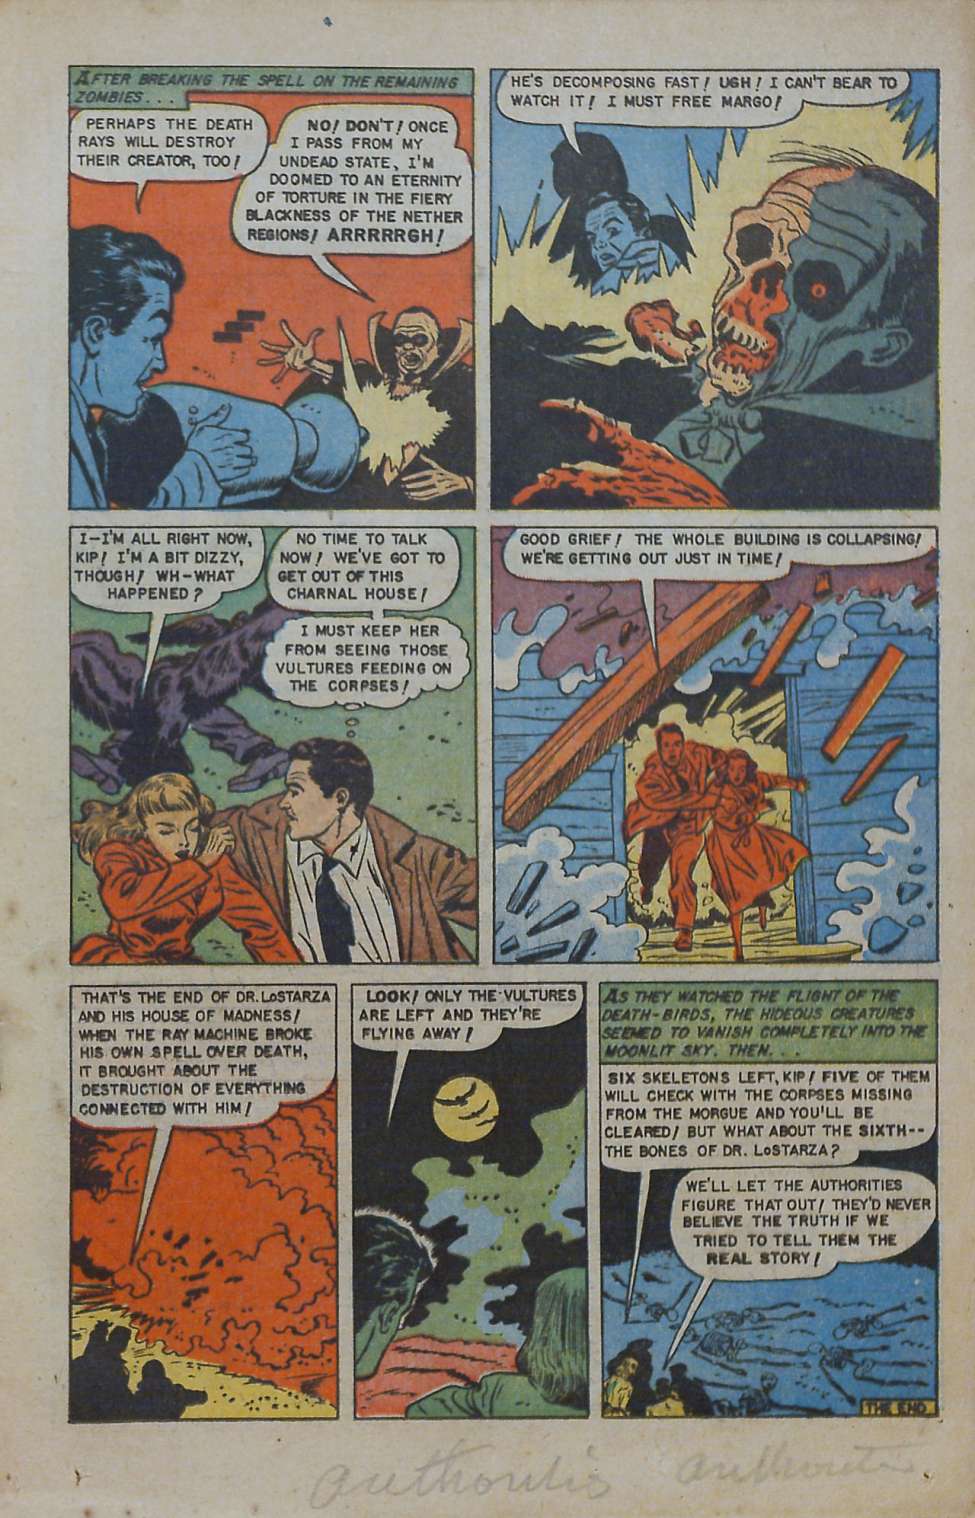 AFTER BREAKING THE SPELL ON THE REMAINING
ZOMBIES...
PERHAPS THE DEATH
RAYS WILL DESTROY
THEIR CREATOR, TOO!
NO! DON'T! ONCE
I PASS FROM MY
UNDEAD STATE, I'M
DOOMED TO AN ETERNITY
OF TORTURE IN THE FIERY
BLACKNESS OF THE NETHER
REGIONS! ARRRRRGH!
HE'S DECOMPOSING FAST! UGH! I CAN'T BEAR TO
WATCH IT! I MUST FREE MARGO!
I-I'M ALL RIGHT NOW,
KIP! I'M A BIT DIZZY,
THOUGH! WH-WHAT
HAPPENED?
NO TIME TO TALK
NOW! WE'VE GOT TO
GET OUT OF THIS
CHARNAL HOUSE!
I MUST KEEP HER
FROM SEEING THOSE
VULTURES FEEDING ON
THE CORPSES!
GOOD GRIEF! THE WHOLE BUILDING IS COLLAPSING!
WE'RE GETTING OUT JUST IN TIME!
THAT'S THE END OF DR. LoSTARZA
AND HIS HOUSE OF MADNESS!
WHEN THE RAY MACHINE BROKE
HIS OWN SPELL OVER DEATH,
IT BROUGHT ABOUT THE
DESTRUCTION OF EVERYTHING
CONNECTED WITH HIM!
LOOK! ONLY THE VULTURES
ARE LEFT AND THEY'RE
FLYING AWAY!
AS THEY WATCHED THE FLIGHT OF THE
DEATH-BIRDS, THE HIDEOUS CREATURES
SEEMED TO VANISH COMPLETELY INTO THE
MOONLIT SKY. THEN...
SIX SKELETONS LEFT, KIP! FIVE OF THEM
WILL CHECK WITH THE CORPSES MISSING
FROM THE MORGUE AND YOU'LL BE
CLEARED! BUT WHAT ABOUT THE SIXTH--
THE BONES OF DR. LoSTARZA?
WE'LL LET THE AUTHORITIES
FIGURE THAT OUT! THEY'D NEVER
BELIEVE THE TRUTH IF WE
TRIED TO TELL THEM THE
REAL STORY!
THE END